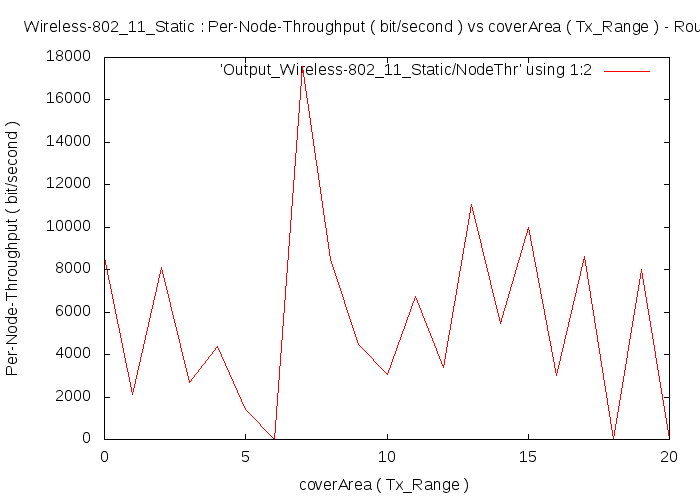 Wireless-802_11_Static : Per-Node-Throughput ( bit/second ) vs coverArea ( Tx_Range ) - Rou
'Output_Wireless-802_11_Static/NodeThr' using 1:2
18000
16000
14000
12000
10000
8000
6000
4000
2000
0
Per-Node-Throughput ( bit/second )
0 5 10 15 20
coverArea ( Tx_Range )